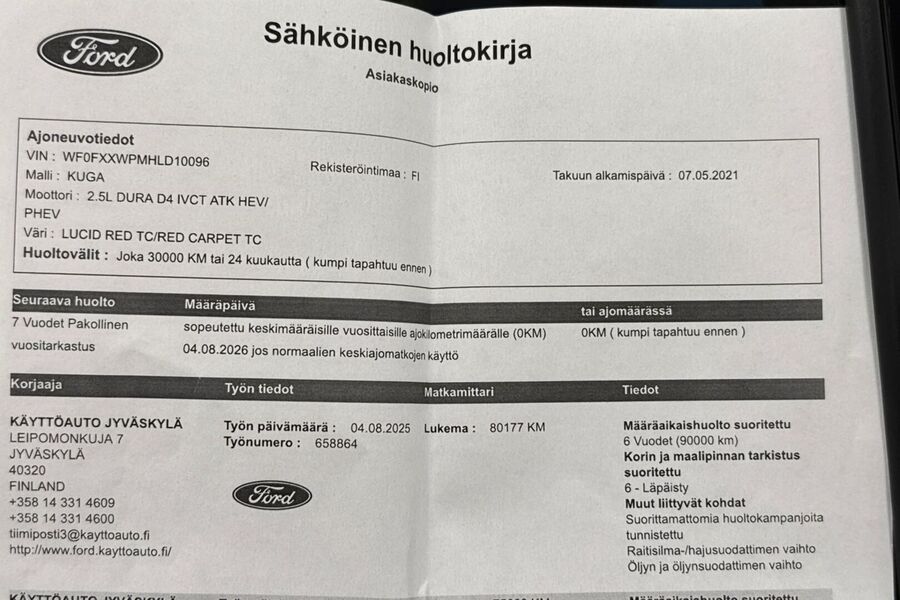 Ford
Sähköinen huoltokirja
Asiakaskopio
Ajoneuvotiedot
VIN : WF0FXXWPMHLD10096
Rekisteröintimaa : FI
Takuun alkamispäivä : 07.05.2021
Malli : KUGA
Moottori : 2.5L DURA D4 IVCT ATK HEV/
PHEV
Väri : LUCID RED TC/RED CARPET TC
Huoltovälit : Joka 30000 KM tai 24 kuukautta ( kumpi tapahtuu ennen )
Seuraava huolto Määräpäivä tai ajomäärässä
7 Vuodet Pakollinen sopeutettu keskimääräisille vuosittaisille ajokilometrimäärälle (0KM) 0KM ( kumpi tapahtuu ennen )
vuositarkastus 04.08.2026 jos normaalien keskiajomatkojen käyttö
Korjaaja Työn tiedot Matkamittari Tiedot
KÄYTTÖAUTO JYVÄSKYLÄ
LEIPOMONKUJA 7
JYVÄSKYLÄ
40320
FINLAND
+358 14 331 4609
+358 14 331 4600
tiimiposti3@kayttoauto.fi
http://www.ford.kayttoauto.fi/
Työn päivämäärä : 04.08.2025
Työnumero : 658864
Ford
Lukema : 80177 KM
Määräaikaishuolto suoritettu
6 Vuodet (90000 km)
Korin ja maalipinnan tarkistus
suoritettu
6 - Läpäisty
Muut liittyvät kohdat
Suorittamattomia huoltokampanjoita
tunnistettu
Raitisilma-/hajusuodattimen vaihto
Öljyn ja öljynsuodattimen vaihto
KÄYTTÖAUTO JYVÄSKYLÄ
Määräaikaishuolto suoritettu